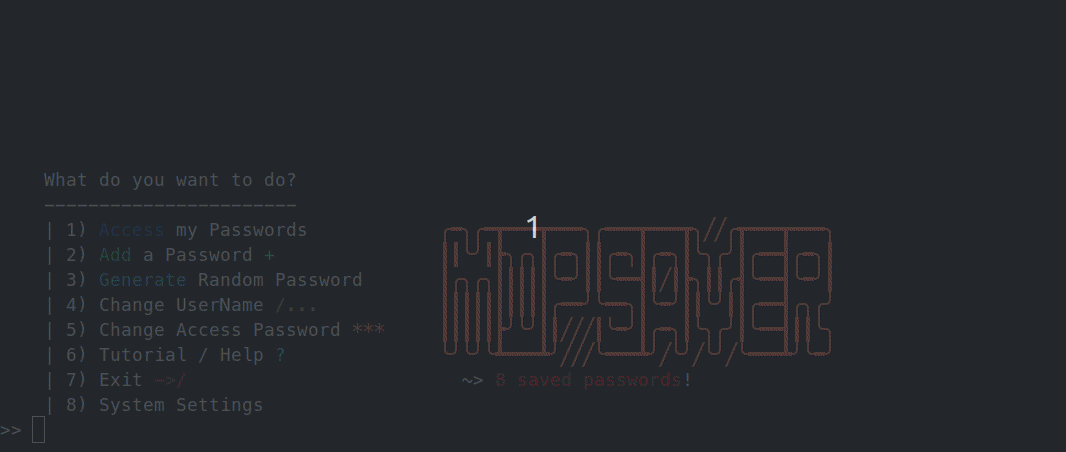 What do you want to do?
-----------------------
| 1) Access my Passwords
1
| 2) Add a Password +
| 3) Generate Random Password
| 4) Change UserName /...
| 5) Change Access Password ***
| 6) Tutorial / Help ?
| 7) Exit ~>/
~> 8 saved passwords!
| 8) System Settings
>>